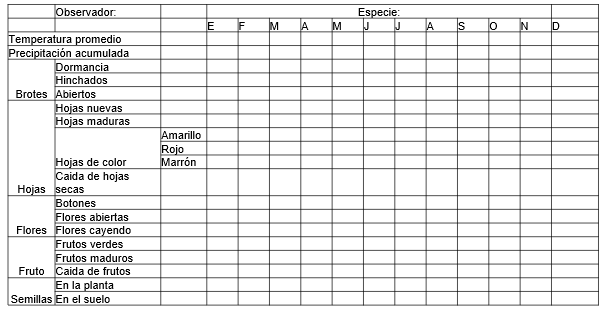 Observador: Especie:
E F M A M J J A S O N D
Temperatura promedio
Precipitación acumulada
Dormancia
Hinchados
Brotes Abiertos
Hojas nuevas
Hojas maduras
Amarillo
Rojo
Hojas de color Marrón
Caida de hojas
Hojas secas
Botones
Flores abiertas
Flores Flores cayendo
Frutos verdes
Frutos maduros
Fruto Caida de frutos
En la planta
Semillas En el suelo